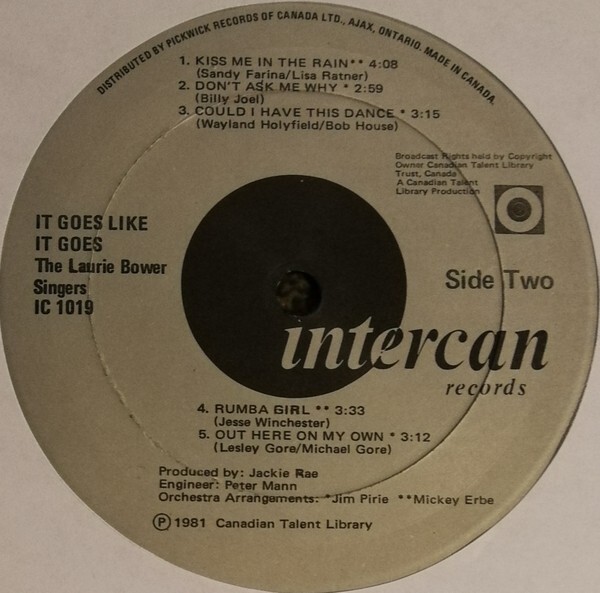 DISTRIBUTED BY PICKWICK RECORDS OF CANADA LTD., AJAX, ONTARIO. MADE IN CANADA.
1. KISS ME IN THE RAIN** 4:08
(Sandy Farina/Lisa Ratner)
2. DON'T ASK ME WHY * 2:59
(Billy Joel)
3. COULD I HAVE THIS DANCE * 3:15
(Wayland Holyfield/Bob House)
Broadcast Rights held by Copyright
Owner Canadian Talent Library
Trust, Canada
A Canadian Talent
Library Production
IT GOES LIKE
IT GOES
The Laurie Bower
Singers
IC 1019
Side Two
intercan
records
4. RUMBA GIRL ** 3:33
(Jesse Winchester)
5. OUT HERE ON MY OWN * 3:12
(Lesley Gore/Michael Gore)
Produced by: Jackie Rae
Engineer: Peter Mann
Orchestra Arrangements: *Jim Pirie **Mickey Erbe
℗ 1981 Canadian Talent Library